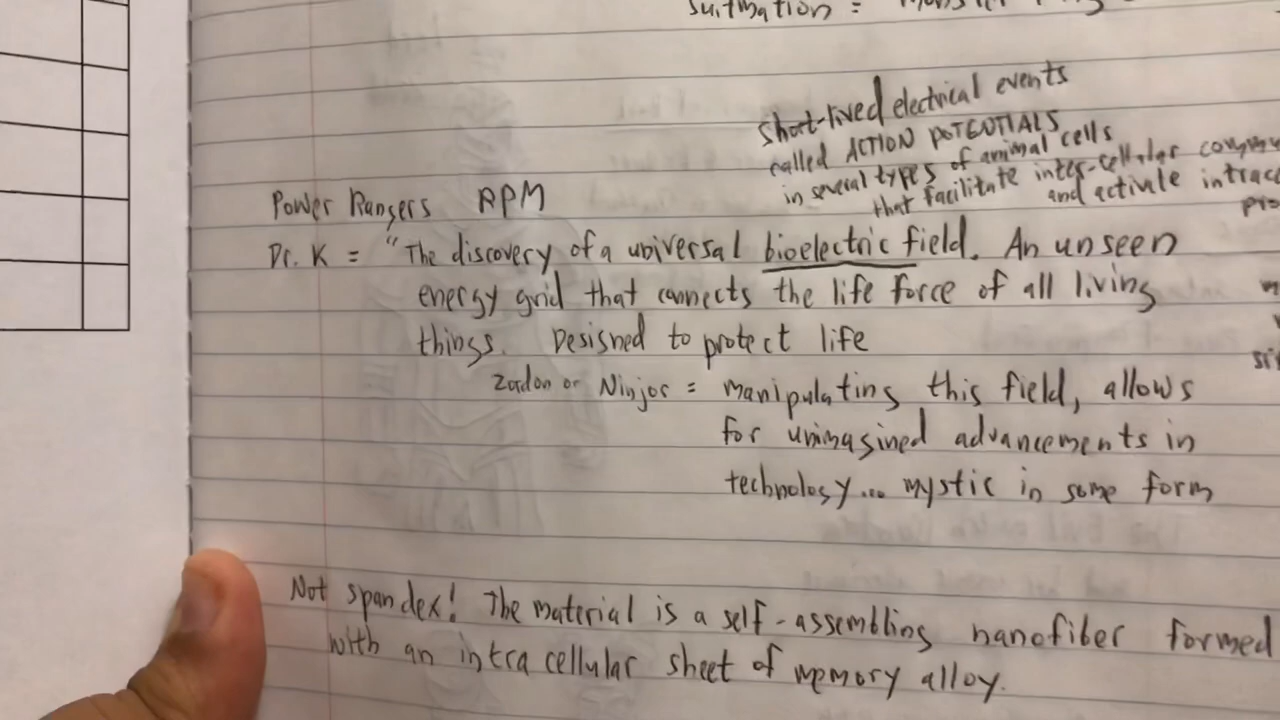 suitmation =
Short-lived electrical events
called ACTION POTENTIALS
in several types of animal cells
that facilitate inter-cellular
and activate
Power Rangers RPM
Dr. K = "The discovery of a universal bioelectric field. An unseen
energy grid that connects the life force of all living
things. Designed to protect life
Zordon or Ninjor = manipulating this field, allows
for unimagined advancements in
technology... mystic in some form
Not spandex! The material is a self-assembling nanofiber formed
with an intra cellular sheet of memory alloy.